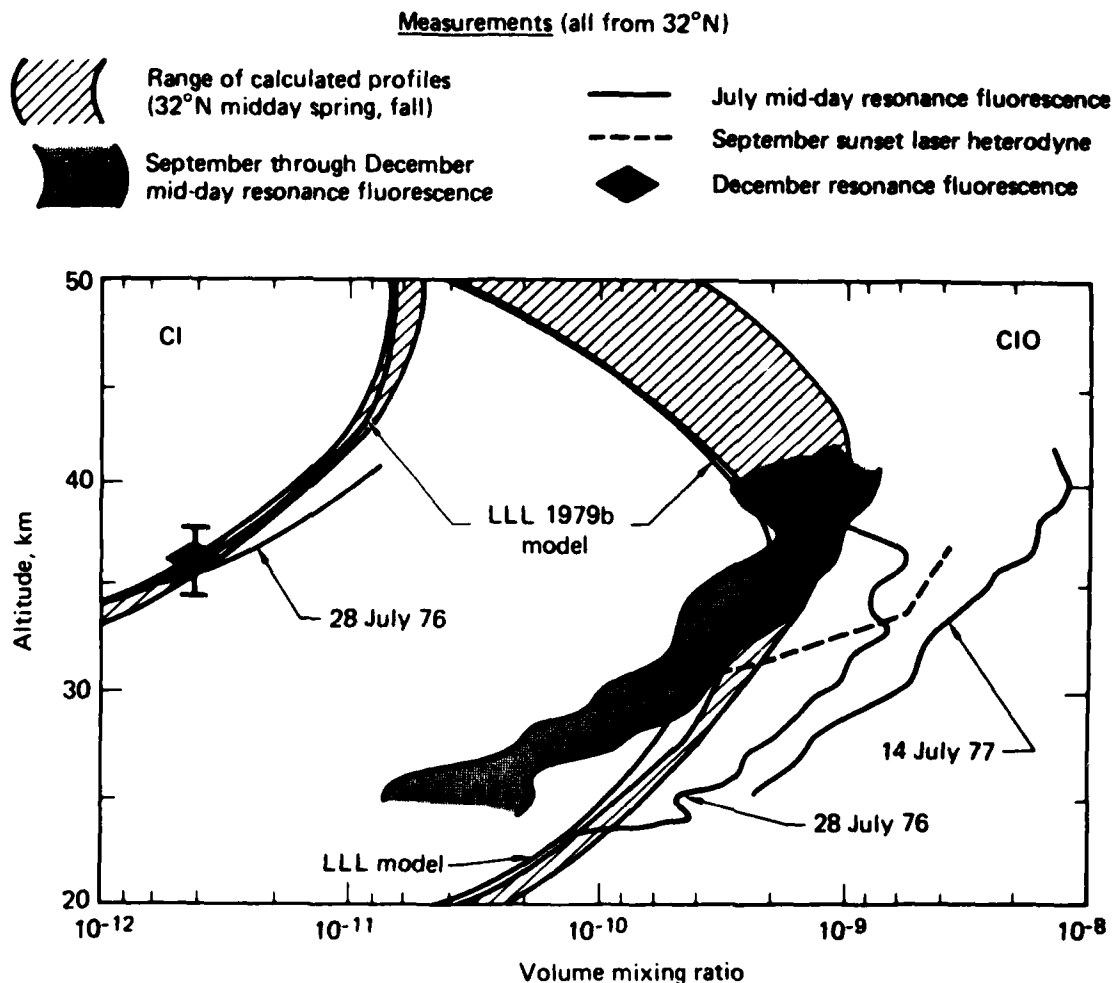 Measurements (all from 32°N)
Range of calculated profiles
(32°N midday spring, fall)
September through December
mid-day resonance fluorescence
July mid-day resonance fluorescence
September sunset laser heterodyne
December resonance fluorescence
50
40
30
20
Altitude, km
Cl
ClO
LLL 1979b
model
28 July 76
14 July 77
28 July 76
LLL model
10-12
10-11
10-10
10-9
10-8
Volume mixing ratio